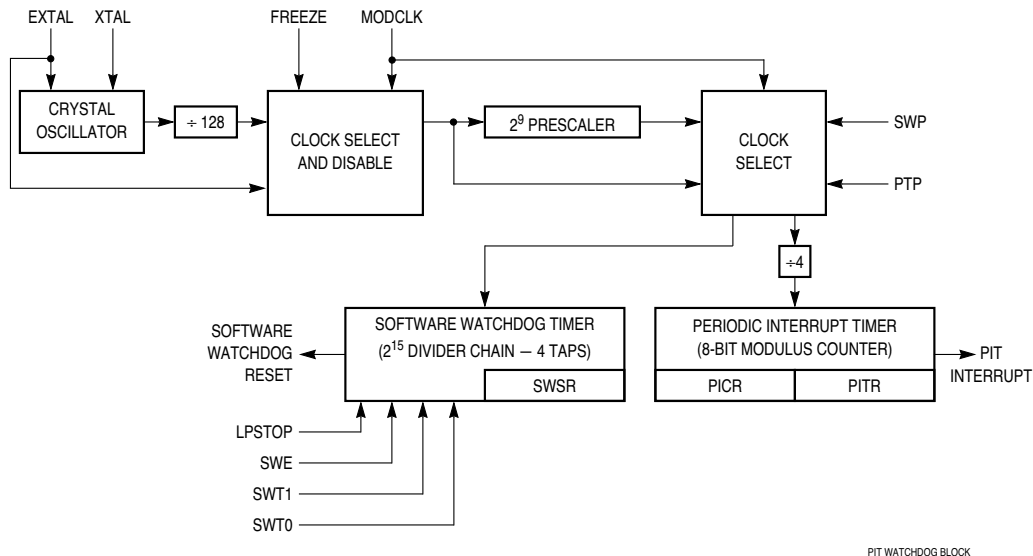 EXTAL XTAL FREEZE MODCLK
CRYSTAL
OSCILLATOR
÷ 128
CLOCK SELECT
AND DISABLE
2⁹ PRESCALER
CLOCK
SELECT
SWP
PTP
÷4
SOFTWARE
WATCHDOG
RESET
SOFTWARE WATCHDOG TIMER
(2¹⁵ DIVIDER CHAIN — 4 TAPS)
SWSR
PERIODIC INTERRUPT TIMER
(8-BIT MODULUS COUNTER)
PICR PITR
PIT
INTERRUPT
LPSTOP
SWE
SWT1
SWT0
PIT WATCHDOG BLOCK